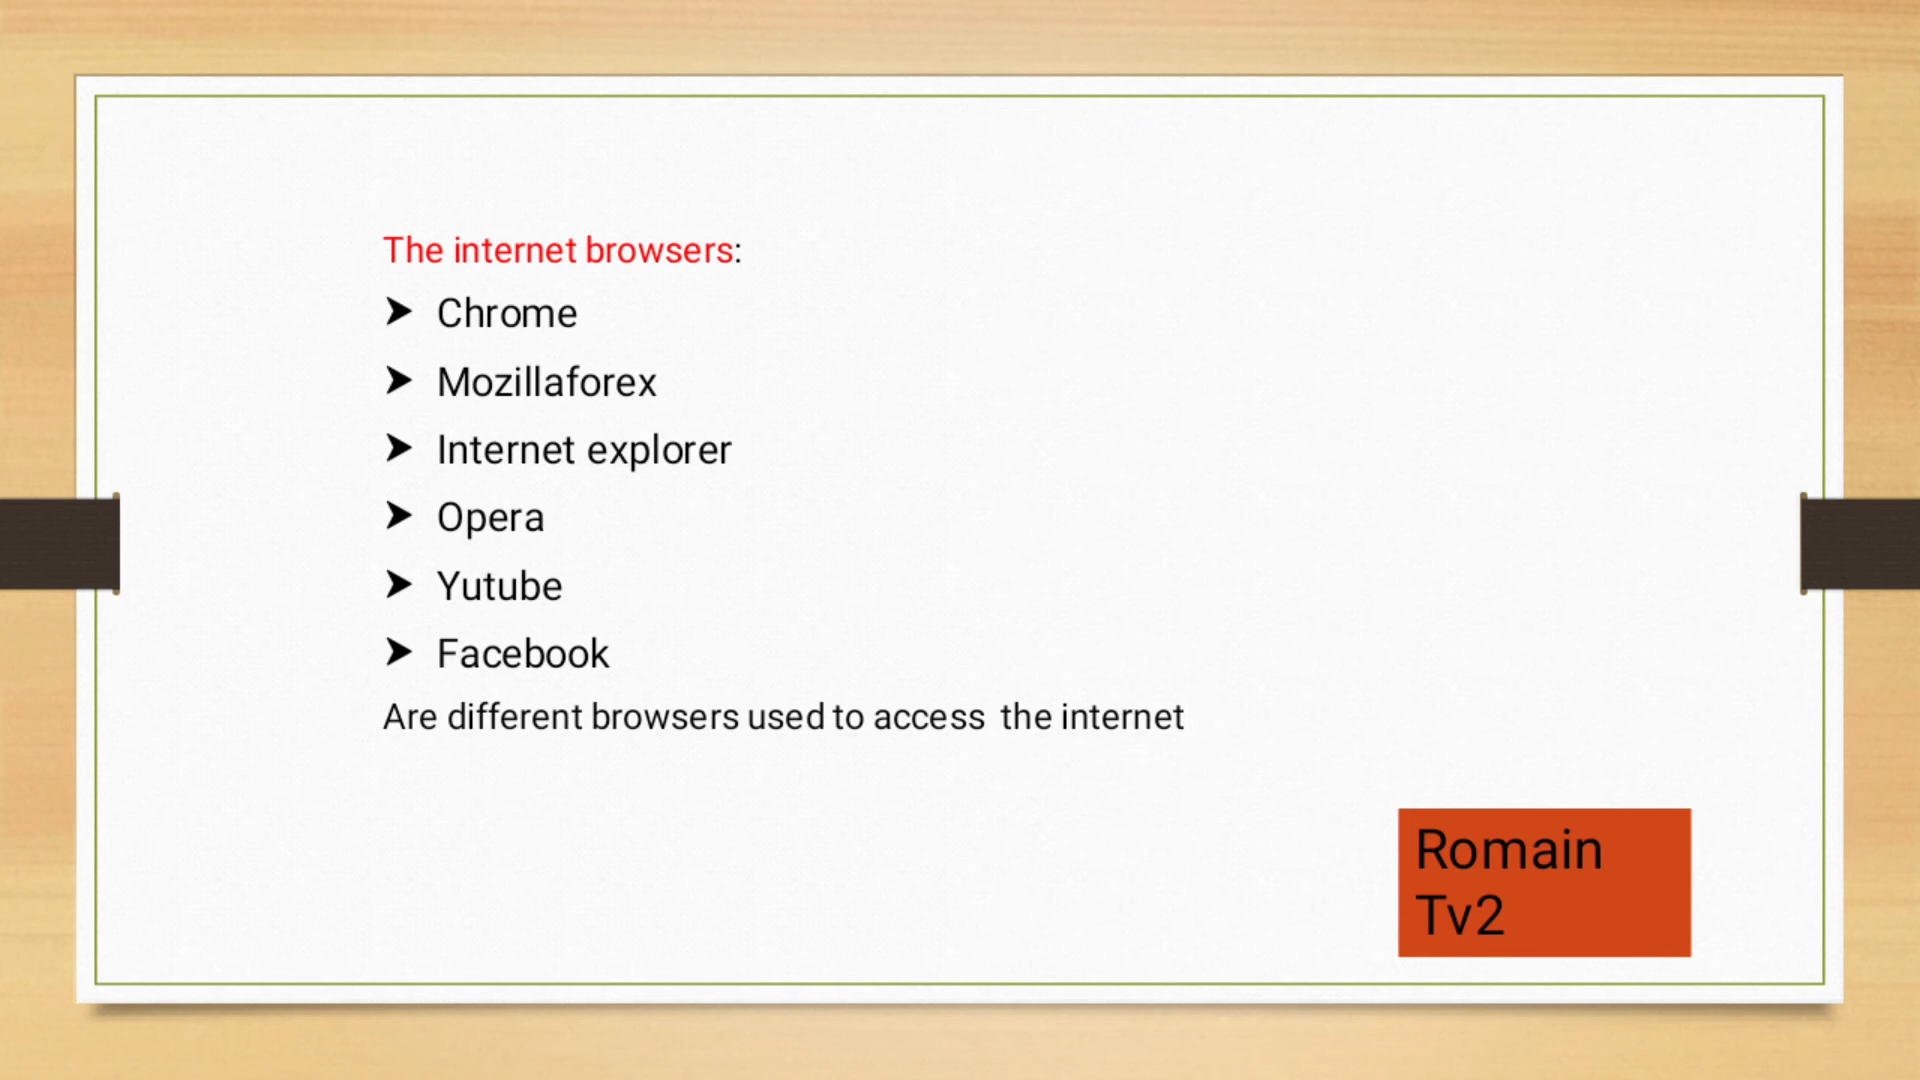 The internet browsers:
➤ Chrome
➤ Mozillaforex
➤ Internet explorer
➤ Opera
➤ Yutube
➤ Facebook
Are different browsers used to access the internet
Romain
Tv2